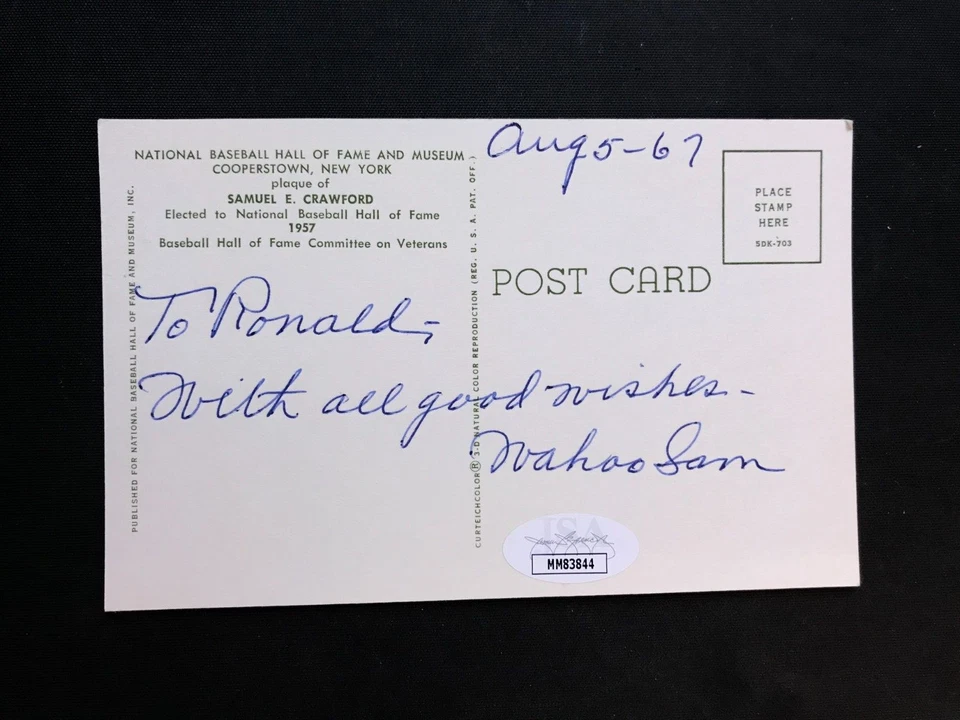 NATIONAL BASEBALL HALL OF FAME AND MUSEUM
COOPERSTOWN, NEW YORK
plaque of
SAMUEL E. CRAWFORD
Elected to National Baseball Hall of Fame
1957
Baseball Hall of Fame Committee on Veterans
PUBLISHED FOR NATIONAL BASEBALL HALL OF FAME AND MUSEUM, INC.
CURTEICHCOLOR® 3-D NATURAL COLOR REPRODUCTION (REG. U. S. A. PAT. OFF.)
Aug 5-67
PLACE
STAMP
HERE
5DK-703
POST CARD
To Ronald-
With all good wishes-
Wahoo Sam
JSA
MM83844